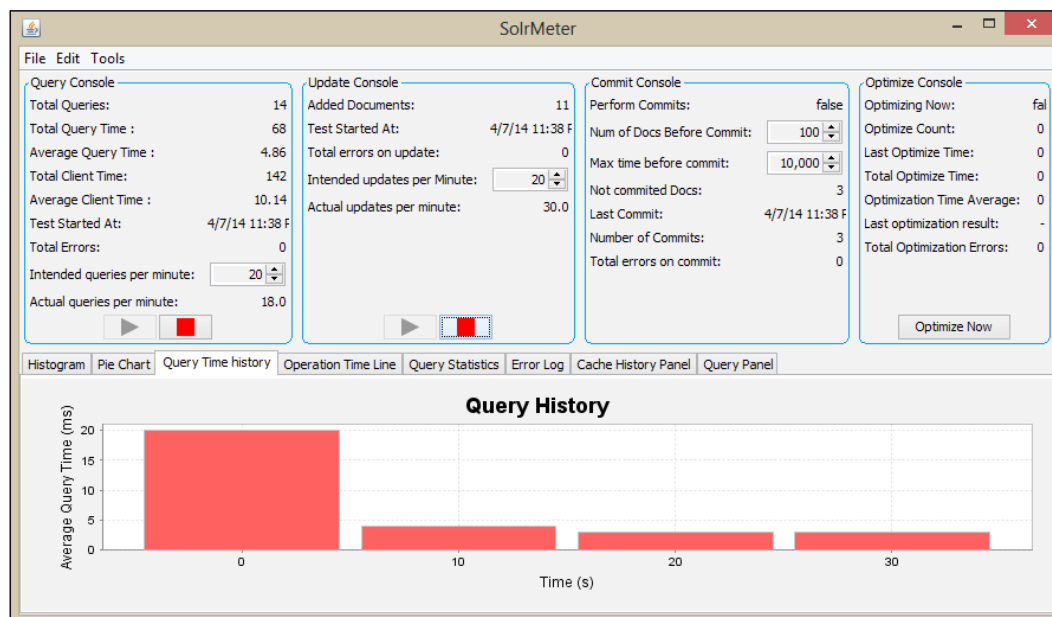 SolrMeter
File Edit Tools
Query Console
Total Queries: 14
Total Query Time : 68
Average Query Time : 4.86
Total Client Time: 142
Average Client Time : 10.14
Test Started At: 4/7/14 11:38 P
Total Errors: 0
Intended queries per minute: 20
Actual queries per minute: 18.0
Update Console
Added Documents: 11
Test Started At: 4/7/14 11:38 P
Total errors on update: 0
Intended updates per Minute: 20
Actual updates per minute: 30.0
Commit Console
Perform Commits: false
Num of Docs Before Commit: 100
Max time before commit: 10,000
Not commited Docs: 3
Last Commit: 4/7/14 11:38 P
Number of Commits: 3
Total errors on commit: 0
Optimize Console
Optimizing Now: fal
Optimize Count: 0
Last Optimize Time: 0
Total Optimize Time: 0
Optimization Time Average: 0
Last optimization result: -
Total Optimization Errors: 0
Optimize Now
Histogram Pie Chart Query Time history Operation Time Line Query Statistics Error Log Cache History Panel Query Panel
Query History
Average Query Time (ms)
20
15
10
5
0
0 10 20 30
Time (s)